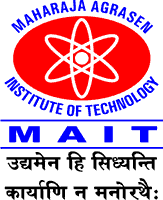 MAHARAJA AGRASEN
INSTITUTE OF TECHNOLOGY
MAIT
उद्यमेन हि सिध्यन्ति
कार्याणि न मनोरथैः